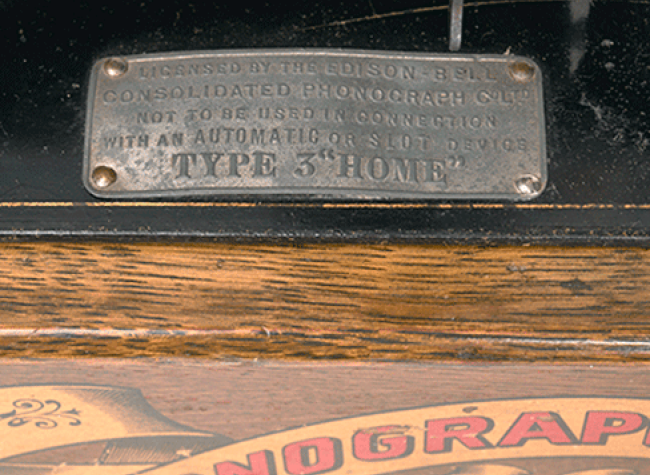 LICENSED BY THE EDISON-BELL
CONSOLIDATED PHONOGRAPH Co LTD
NOT TO BE USED IN CONNECTION
WITH AN AUTOMATIC OR SLOT DEVICE
TYPE 3 "HOME"
NOGRAP